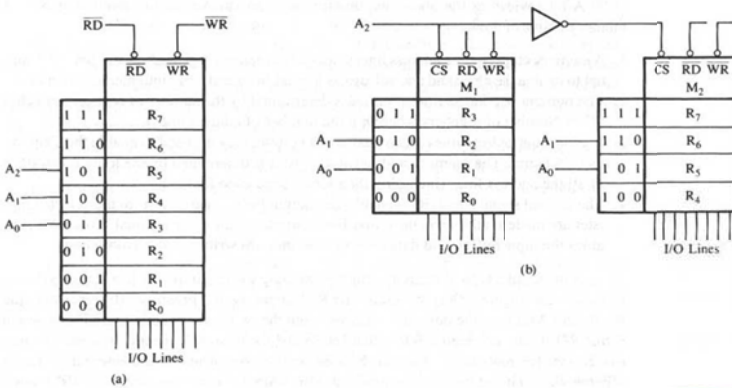 RD WR A₂
RD WR CS RD WR CS RD WR
M₁ M₂
1 1 1 R₇ 0 1 1 R₃ 1 1 1 R₇
1 1 0 R₆ A₁ 0 1 0 R₂ A₁ 1 1 0 R₆
A₂ 1 0 1 R₅ A₀ 0 0 1 R₁ A₀ 1 0 1 R₅
A₁ 1 0 0 R₄ 0 0 0 R₀ 1 0 0 R₄
A₀ 0 1 1 R₃
0 1 0 R₂ I/O Lines I/O Lines
0 0 1 R₁ (b)
0 0 0 R₀
I/O Lines
(a)